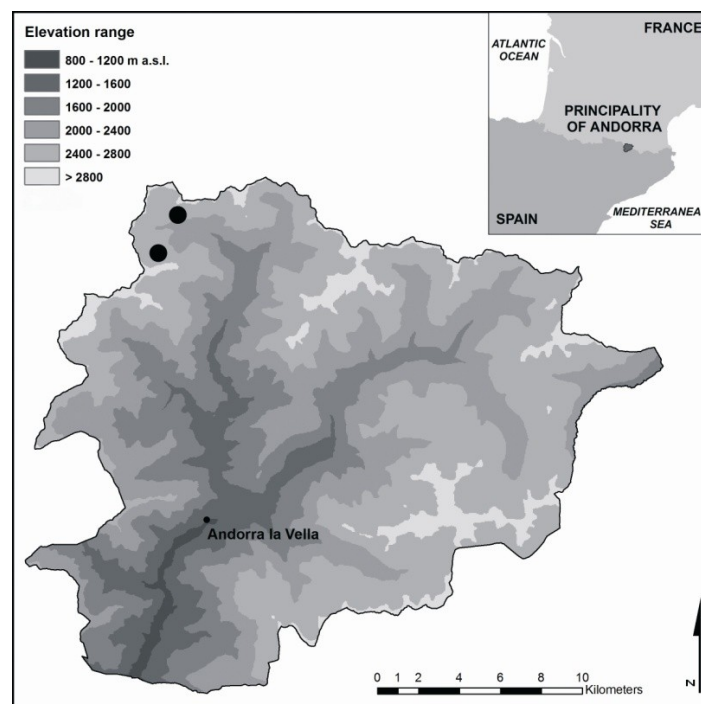 Elevation range
800 - 1200 m a.s.l.
1200 - 1600
1600 - 2000
2000 - 2400
2400 - 2800
> 2800
ATLANTIC
OCEAN
FRANCE
PRINCIPALITY
OF ANDORRA
SPAIN
MEDITERRANEA
SEA
Andorra la Vella
0 1 2 4 6 8 10
Kilometers
N